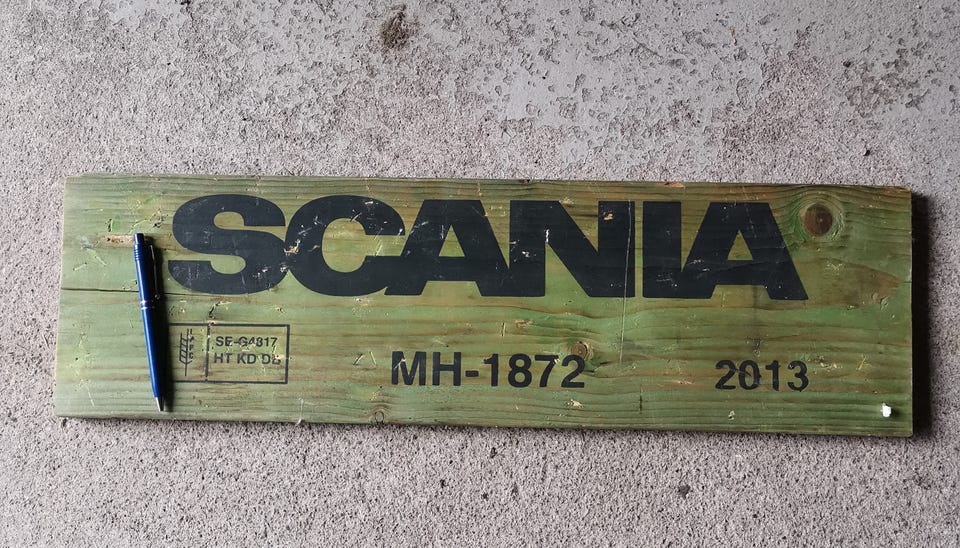 SCANIA
SE-G4817
HT KD DB
MH-1872
2013